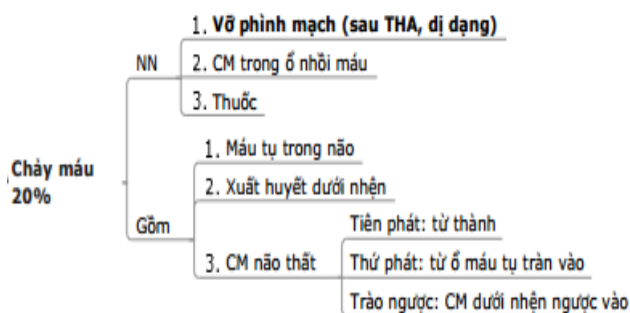 Chảy máu
20%
NN
1. Vỡ phình mạch (sau THA, dị dạng)
2. CM trong ổ nhồi máu
3. Thuốc
Gồm
1. Máu tụ trong não
2. Xuất huyết dưới nhện
3. CM não thất
Tiên phát: từ thành
Thứ phát: từ ổ máu tụ tràn vào
Trào ngược: CM dưới nhện ngược vào